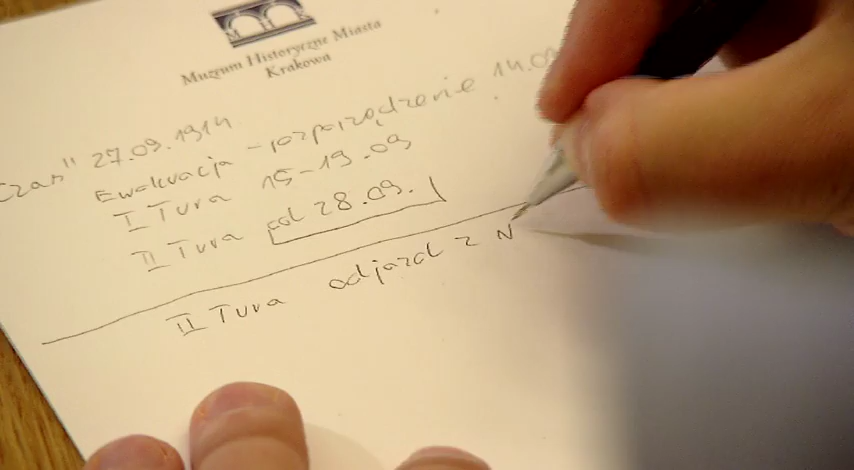 Muzeum Historyczne Miasta
Krakowa
Czas" 27.09.1914
Ewakuacja - rozporządzenie 14.09
I Tura 15-19.09
II Tura od 28.09.
II Tura odjazd z N